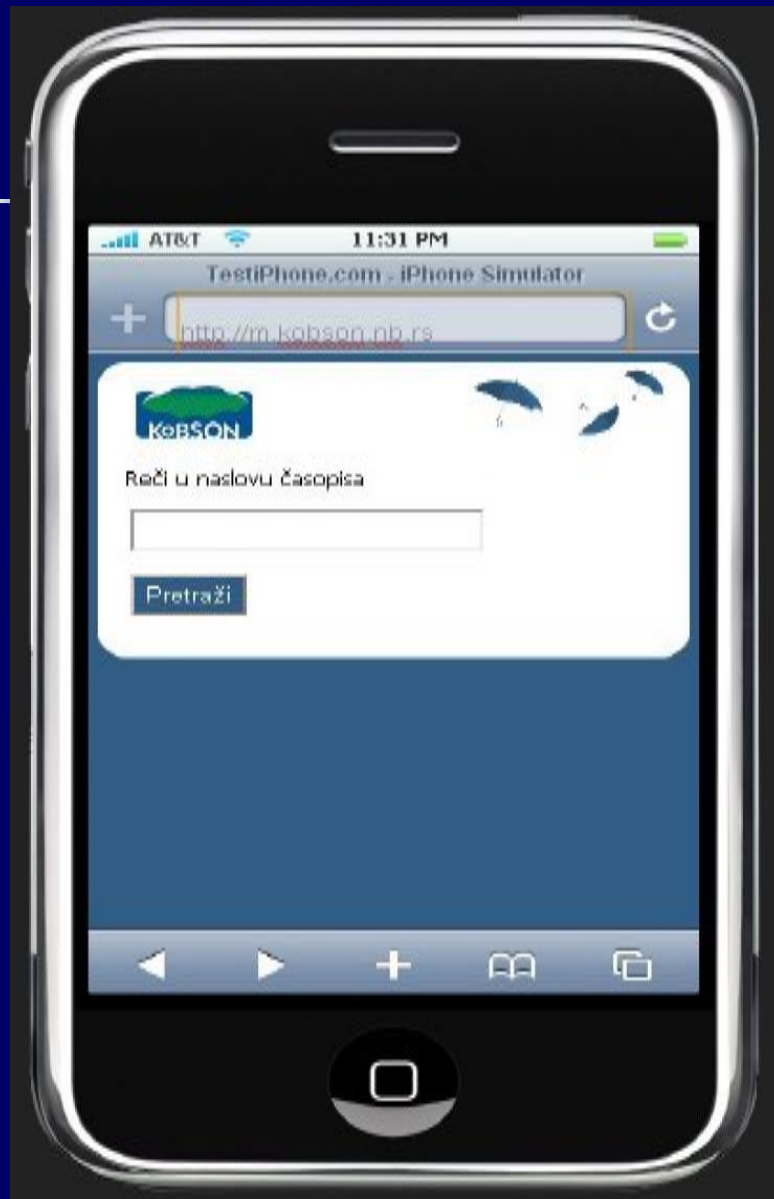 AT&T 11:31 PM
TestiPhone.com - iPhone Simulator
http://m.kobson.nb.rs
KoBSON
Reči u naslovu časopisa
Pretraži